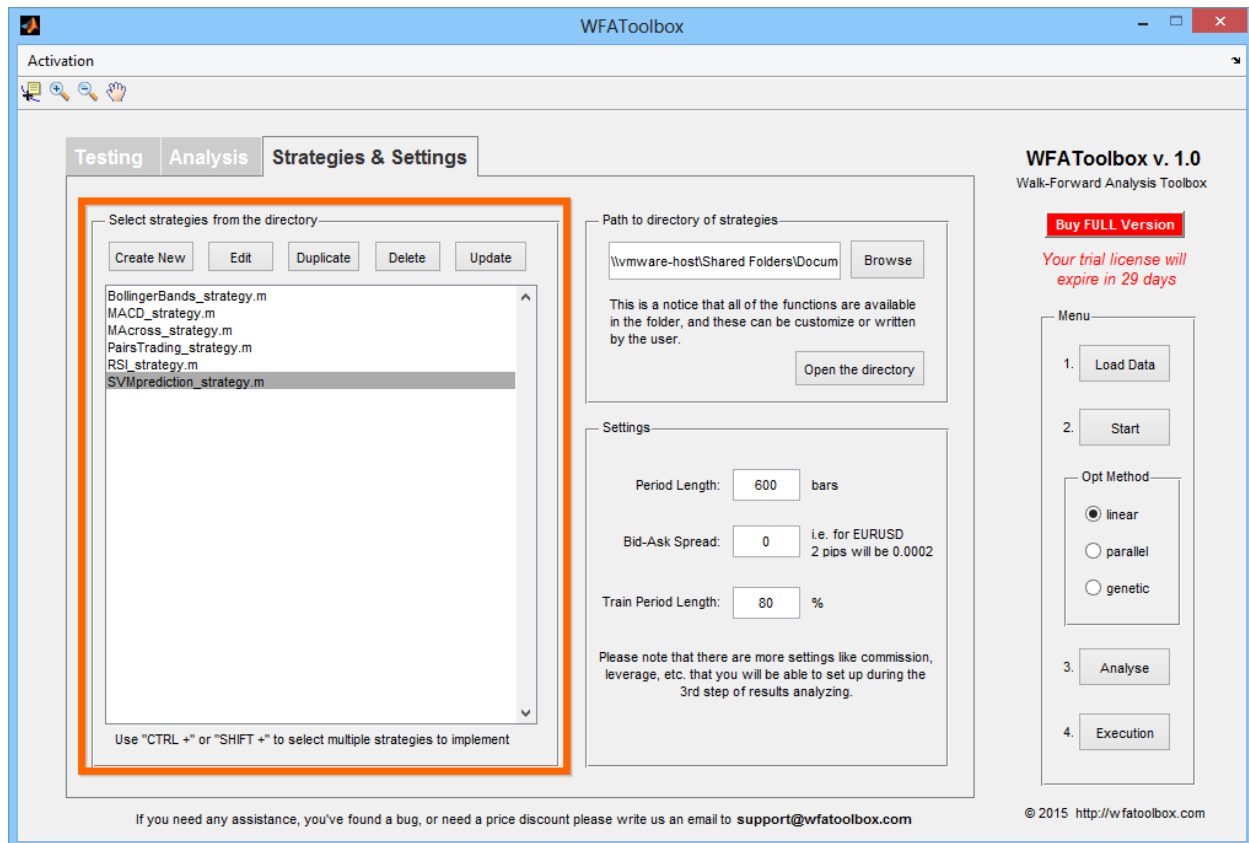 WFAToolbox
Activation
Testing
Analysis
Strategies & Settings
Select strategies from the directory
Create New
Edit
Duplicate
Delete
Update
BollingerBands_strategy.m
MACD_strategy.m
MAcross_strategy.m
PairsTrading_strategy.m
RSI_strategy.m
SVMprediction_strategy.m
Use "CTRL +" or "SHIFT +" to select multiple strategies to implement
Path to directory of strategies
\\vmware-host\Shared Folders\Docum
Browse
This is a notice that all of the functions are available
in the folder, and these can be customize or written
by the user.
Open the directory
Settings
Period Length: 600 bars
Bid-Ask Spread: 0
i.e. for EURUSD
2 pips will be 0.0002
Train Period Length: 80 %
Please note that there are more settings like commission,
leverage, etc. that you will be able to set up during the
3rd step of results analyzing.
WFAToolbox v. 1.0
Walk-Forward Analysis Toolbox
Buy FULL Version
Your trial license will
expire in 29 days
Menu
1. Load Data
2. Start
Opt Method
linear
parallel
genetic
3. Analyse
4. Execution
If you need any assistance, you've found a bug, or need a price discount please write us an email to support@wfatoolbox.com
© 2015 http://wfatoolbox.com